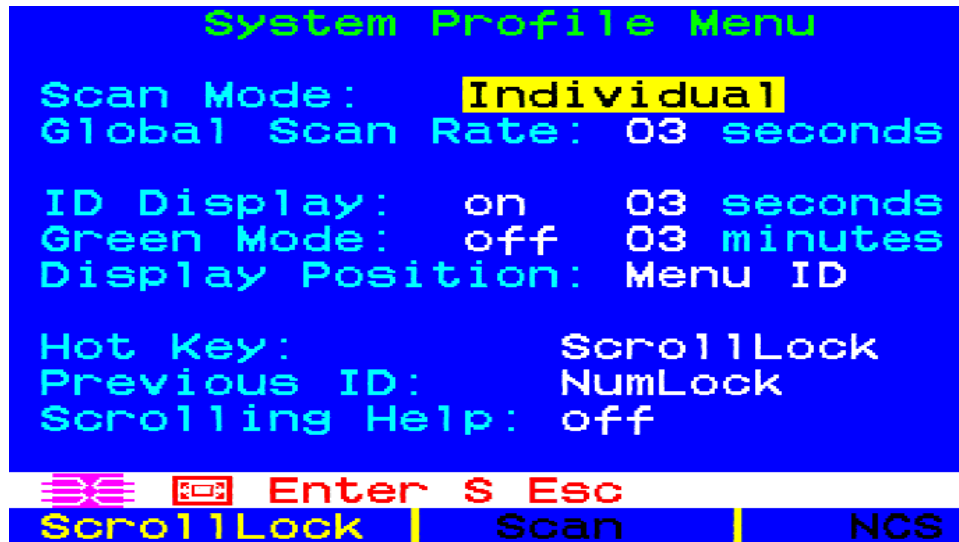 System Profile Menu
Scan Mode: Individual
Global Scan Rate: 03 seconds
ID Display: on 03 seconds
Green Mode: off 03 minutes
Display Position: Menu ID
Hot Key: ScrollLock
Previous ID: NumLock
Scrolling Help: off
Enter S Esc
ScrollLock Scan NCS